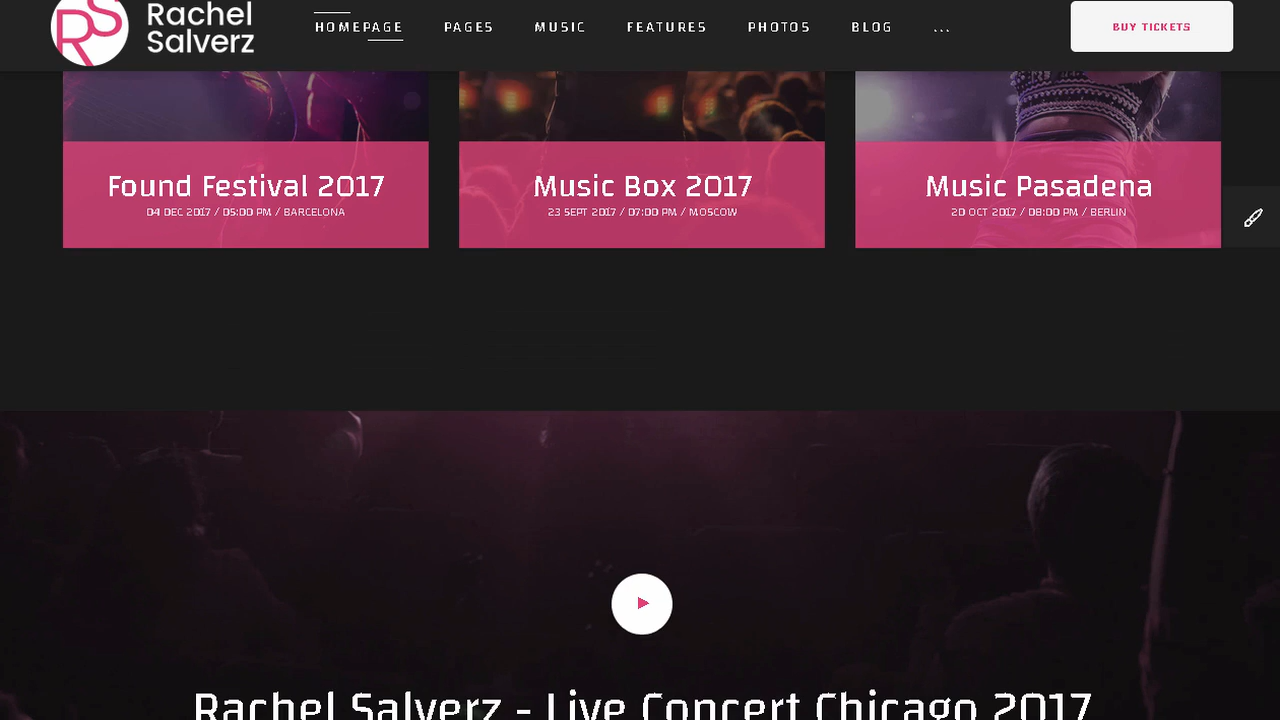 Rachel
Salverz
HOMEPAGE PAGES MUSIC FEATURES PHOTOS BLOG ...
BUY TICKETS
Found Festival 2017
04 DEC 2017 / 05:00 PM / BARCELONA
Music Box 2017
23 SEPT 2017 / 07:00 PM / MOSCOW
Music Pasadena
20 OCT 2017 / 08:00 PM / BERLIN
Rachel Salverz - Live Concert Chicago 2017